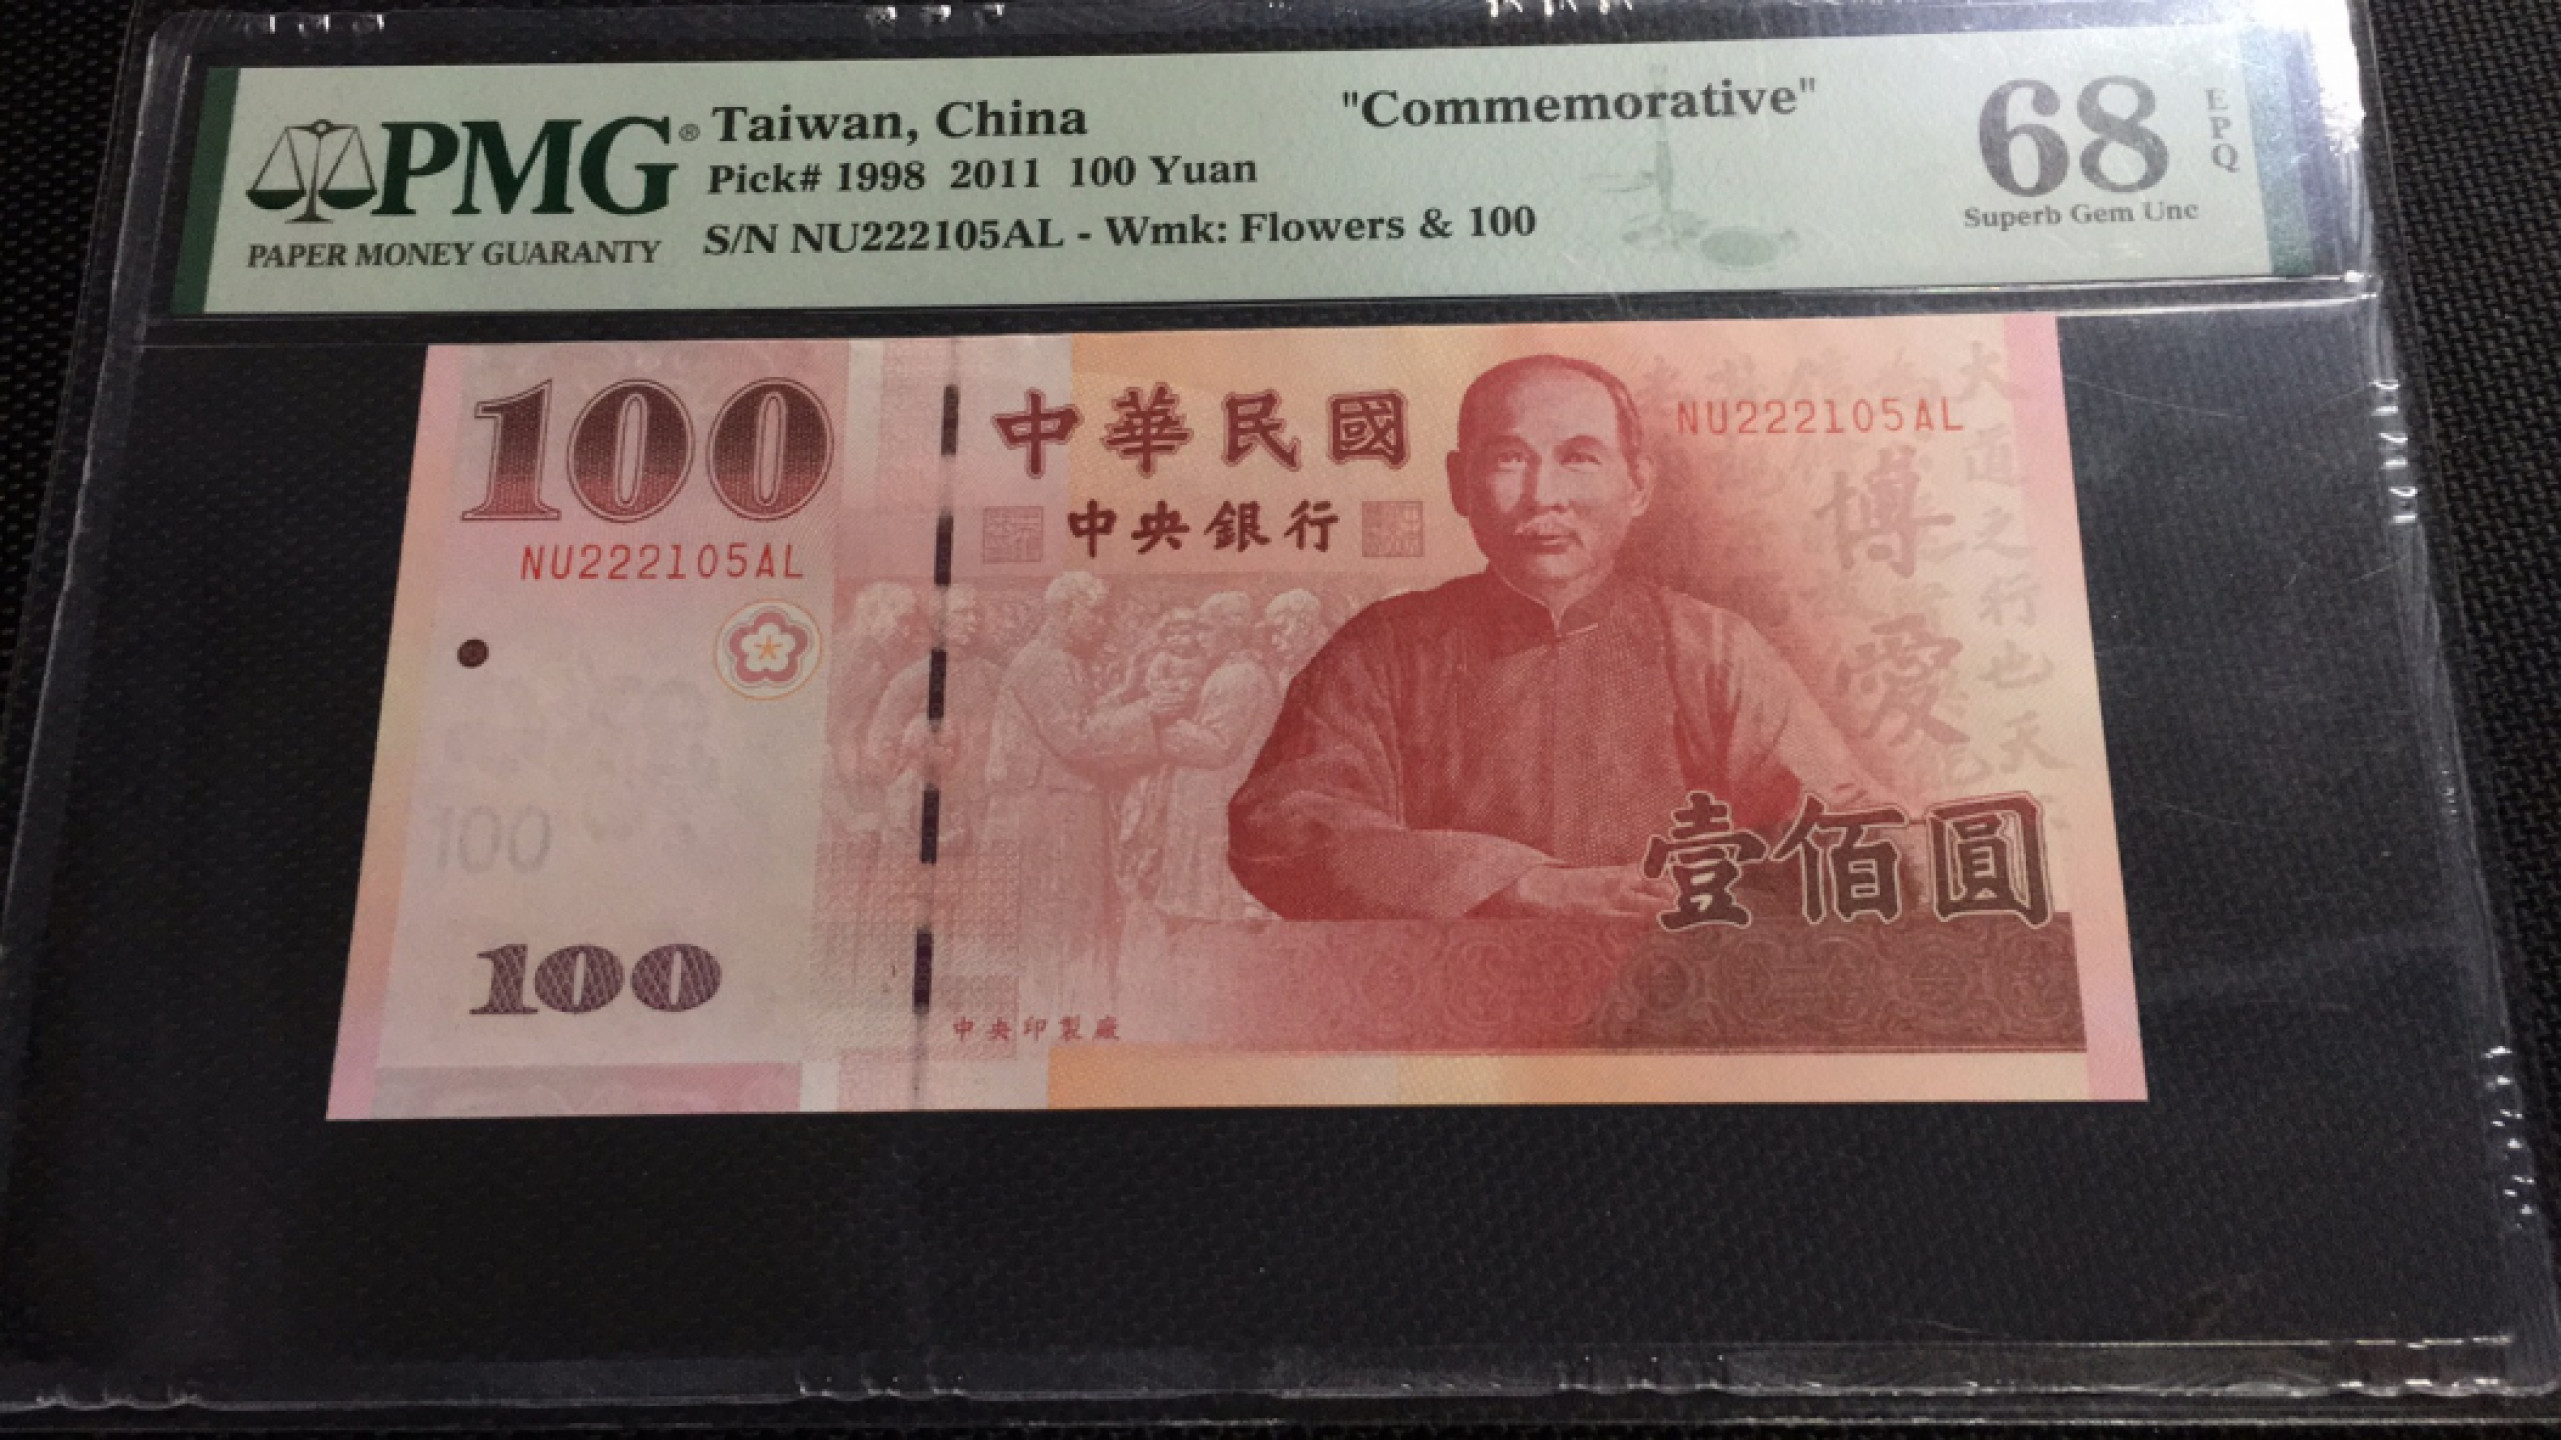 PMG®
PAPER MONEY GUARANTY
Taiwan, China
Pick# 1998 2011 100 Yuan
S/N NU222105AL - Wmk: Flowers & 100
"Commemorative"
68
EPQ
Superb Gem Unc
100
NU222105AL
中華民國
中央銀行
NU222105AL
博愛
大道之行也天
100
壹佰圓
100
中央印製廠